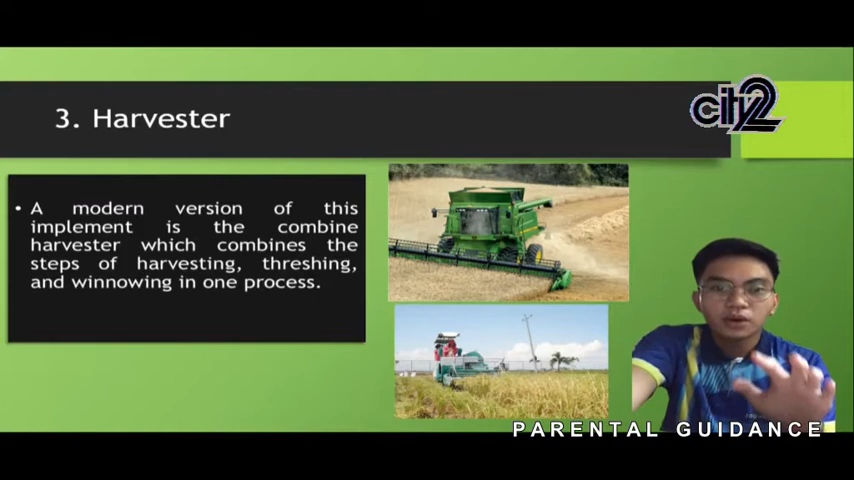 3. Harvester
city2
• A modern version of this
implement is the combine
harvester which combines the
steps of harvesting, threshing,
and winnowing in one process.
PARENTAL GUIDANCE